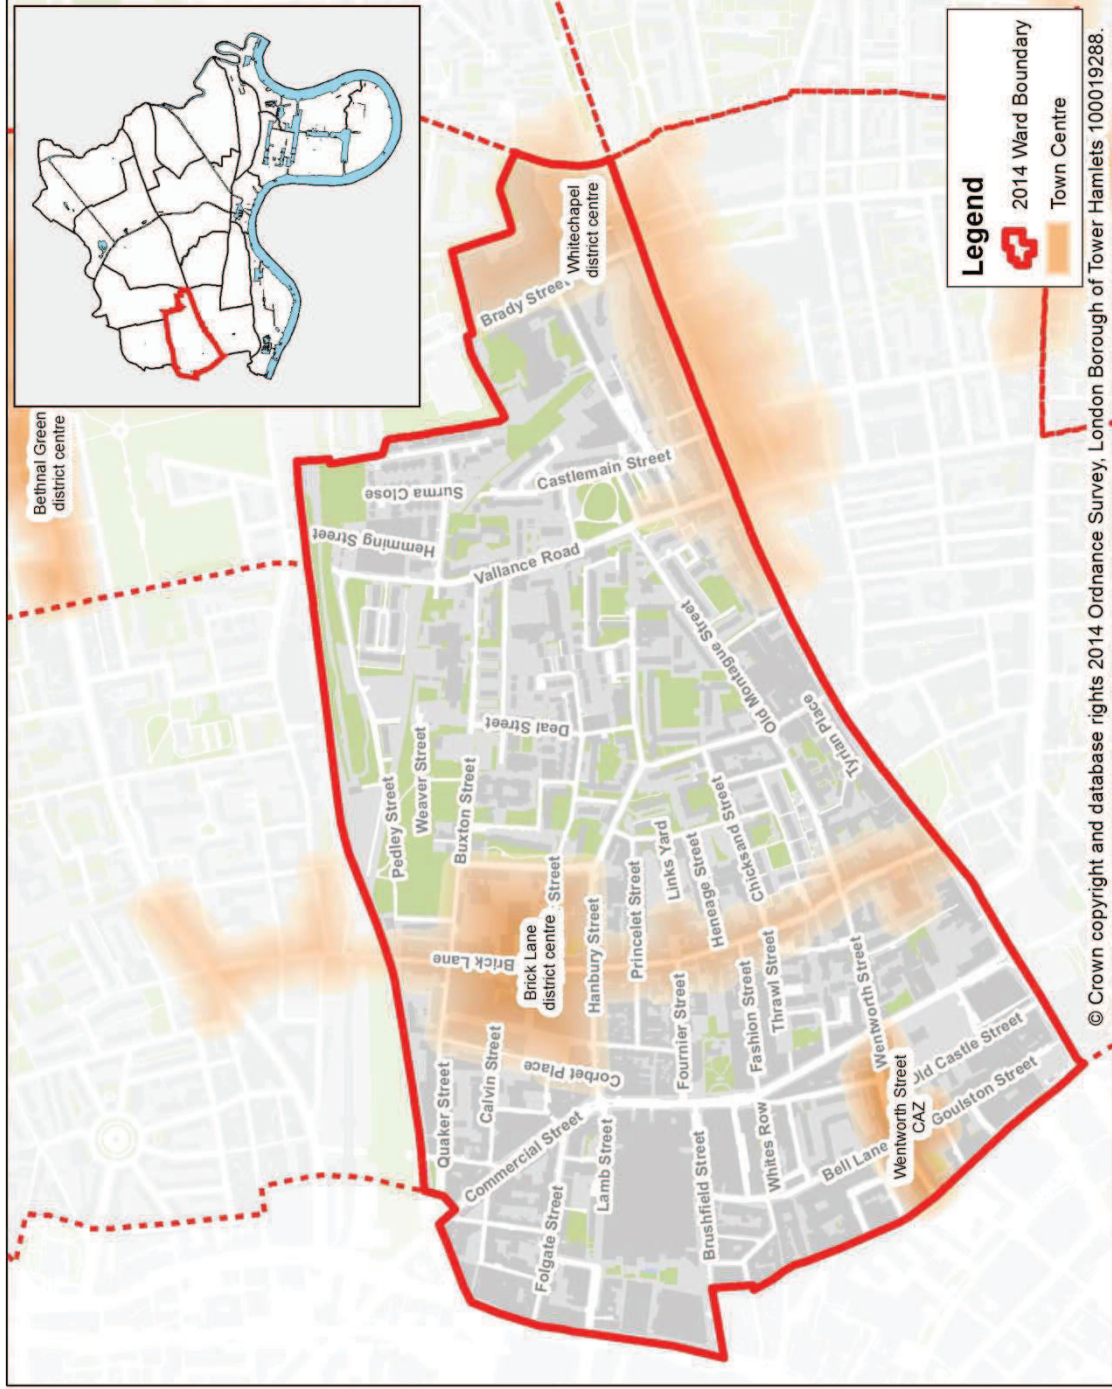 Bethnal Green
district centre
Whitechapel
district centre
Brady Street
Castlemain Street
Surma Close
Hemming Street
Vallance Road
Old Montague Street
Deal Street
Tyrian Place
Pedley Street
Weaver Street
Buxton Street
Street
Links Yard
Heneage Street
Chicksand Street
Princelet Street
Hanbury Street
Brick Lane
Brick Lane
district centre
Fournier Street
Fashion Street
Thrawl Street
Wentworth Street
Quaker Street
Calvin Street
Corbet Place
Commercial Street
Folgate Street
Lamb Street
Brushfield Street
Whites Row
Bell Lane
Wentworth Street
CAZ
Old Castle Street
Goulston Street
Legend
2014 Ward Boundary
Town Centre
© Crown copyright and database rights 2014 Ordnance Survey, London Borough of Tower Hamlets 100019288.